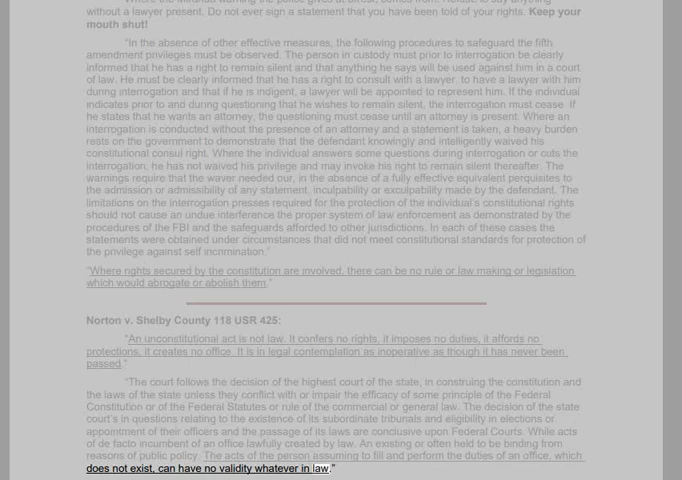 without a lawyer present. Do not ever sign a statement that you have been told of your rights. Keep your
mouth shut!
"In the absence of other effective measures, the following procedures to safeguard the fifth
amendment privileges must be observed. The person in custody must prior to interrogation be clearly
informed that he has a right to remain silent and that anything he says will be used against him in a court
of law. He must be clearly informed that he has a right to consult with a lawyer. to have a lawyer with him
during interrogation and that if he is indigent, a lawyer will be appointed to represent him. If the individual
indicates prior to and during questioning that he wishes to remain silent, the interrogation must cease. If
he states that he wants an attorney, the questioning must cease until an attorney is present. Where an
interrogation is conducted without the presence of an attorney and a statement is taken, a heavy burden
rests on the government to demonstrate that the defendant knowingly and intelligently waived his
constitutional consul right. Where the individual answers some questions during interrogation or cuts the
interrogation, he has not waived his privilege and may invoke his right to remain silent thereafter. The
warnings require that the waver needed our, in the absence of a fully effective equivalent perquisites to
the admission or admissibility of any statement, inculpability or exculpability made by the defendant. The
limitations on the interrogation presses required for the protection of the individual's constitutional rights
should not cause an undue interference the proper system of law enforcement as demonstrated by the
procedures of the FBI and the safeguards afforded to other jurisdictions. In each of these cases the
statements were obtained under circumstances that did not meet constitutional standards for protection of
the privilege against self incrimination."
"Where rights secured by the constitution are involved, there can be no rule or law making or legislation
which would abrogate or abolish them."
Norton v. Shelby County 118 USR 425:
"An unconstitutional act is not law. It confers no rights, it imposes no duties, it affords no
protections, it creates no office. It is in legal contemplation as inoperative as though it has never been
passed."
"The court follows the decision of the highest court of the state, in construing the constitution and
the laws of the state unless they conflict with or impair the efficacy of some principle of the Federal
Constitution or of the Federal Statutes or rule of the commercial or general law. The decision of the state
court's in questions relating to the existence of its subordinate tribunals and eligibility in elections or
appointment of their officers and the passage of its laws are conclusive upon Federal Courts. While acts
of de facto incumbent of an office lawfully created by law. An existing or often held to be binding from
reasons of public policy. The acts of the person assuming to fill and perform the duties of an office, which
does not exist, can have no validity whatever in law."